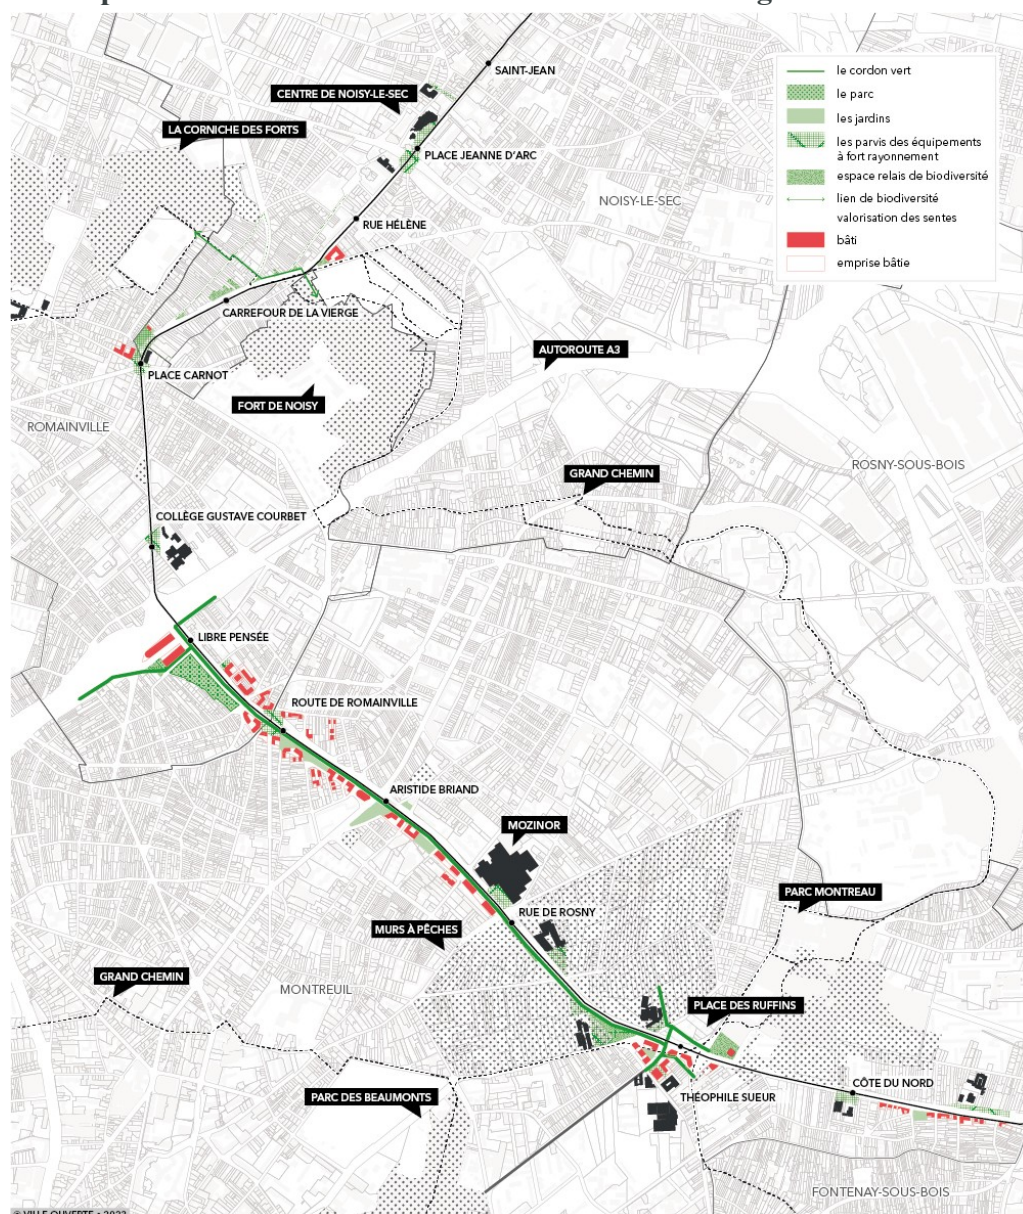 SAINT-JEAN
le cordon vert
CENTRE DE NOISY-LE-SEC
le parc
les jardins
LA CORNICHE DES FORTS
les parvis des équipements
à fort rayonnement
PLACE JEANNE D'ARC
espace relais de biodiversité
lien de biodiversité
NOISY-LE-SEC
valorisation des sentes
RUE HÉLÈNE
bâti
emprise bâtie
CARREFOUR DE LA VIERGE
AUTOROUTE A3
PLACE CARNOT
FORT DE NOISY
ROMAINVILLE
ROSNY-SOUS-BOIS
GRAND CHEMIN
COLLÈGE GUSTAVE COURBET
LIBRE PENSÉE
ROUTE DE ROMAINVILLE
ARISTIDE BRIAND
MOZINOR
PARC MONTREAU
RUE DE ROSNY
MURS À PÊCHES
GRAND CHEMIN
MONTREUIL
PLACE DES RUFFINS
CÔTE DU NORD
PARC DES BEAUMONTS
THÉOPHILE SUEUR
FONTENAY-SOUS-BOIS
© VILLE OUVERTE • 2023